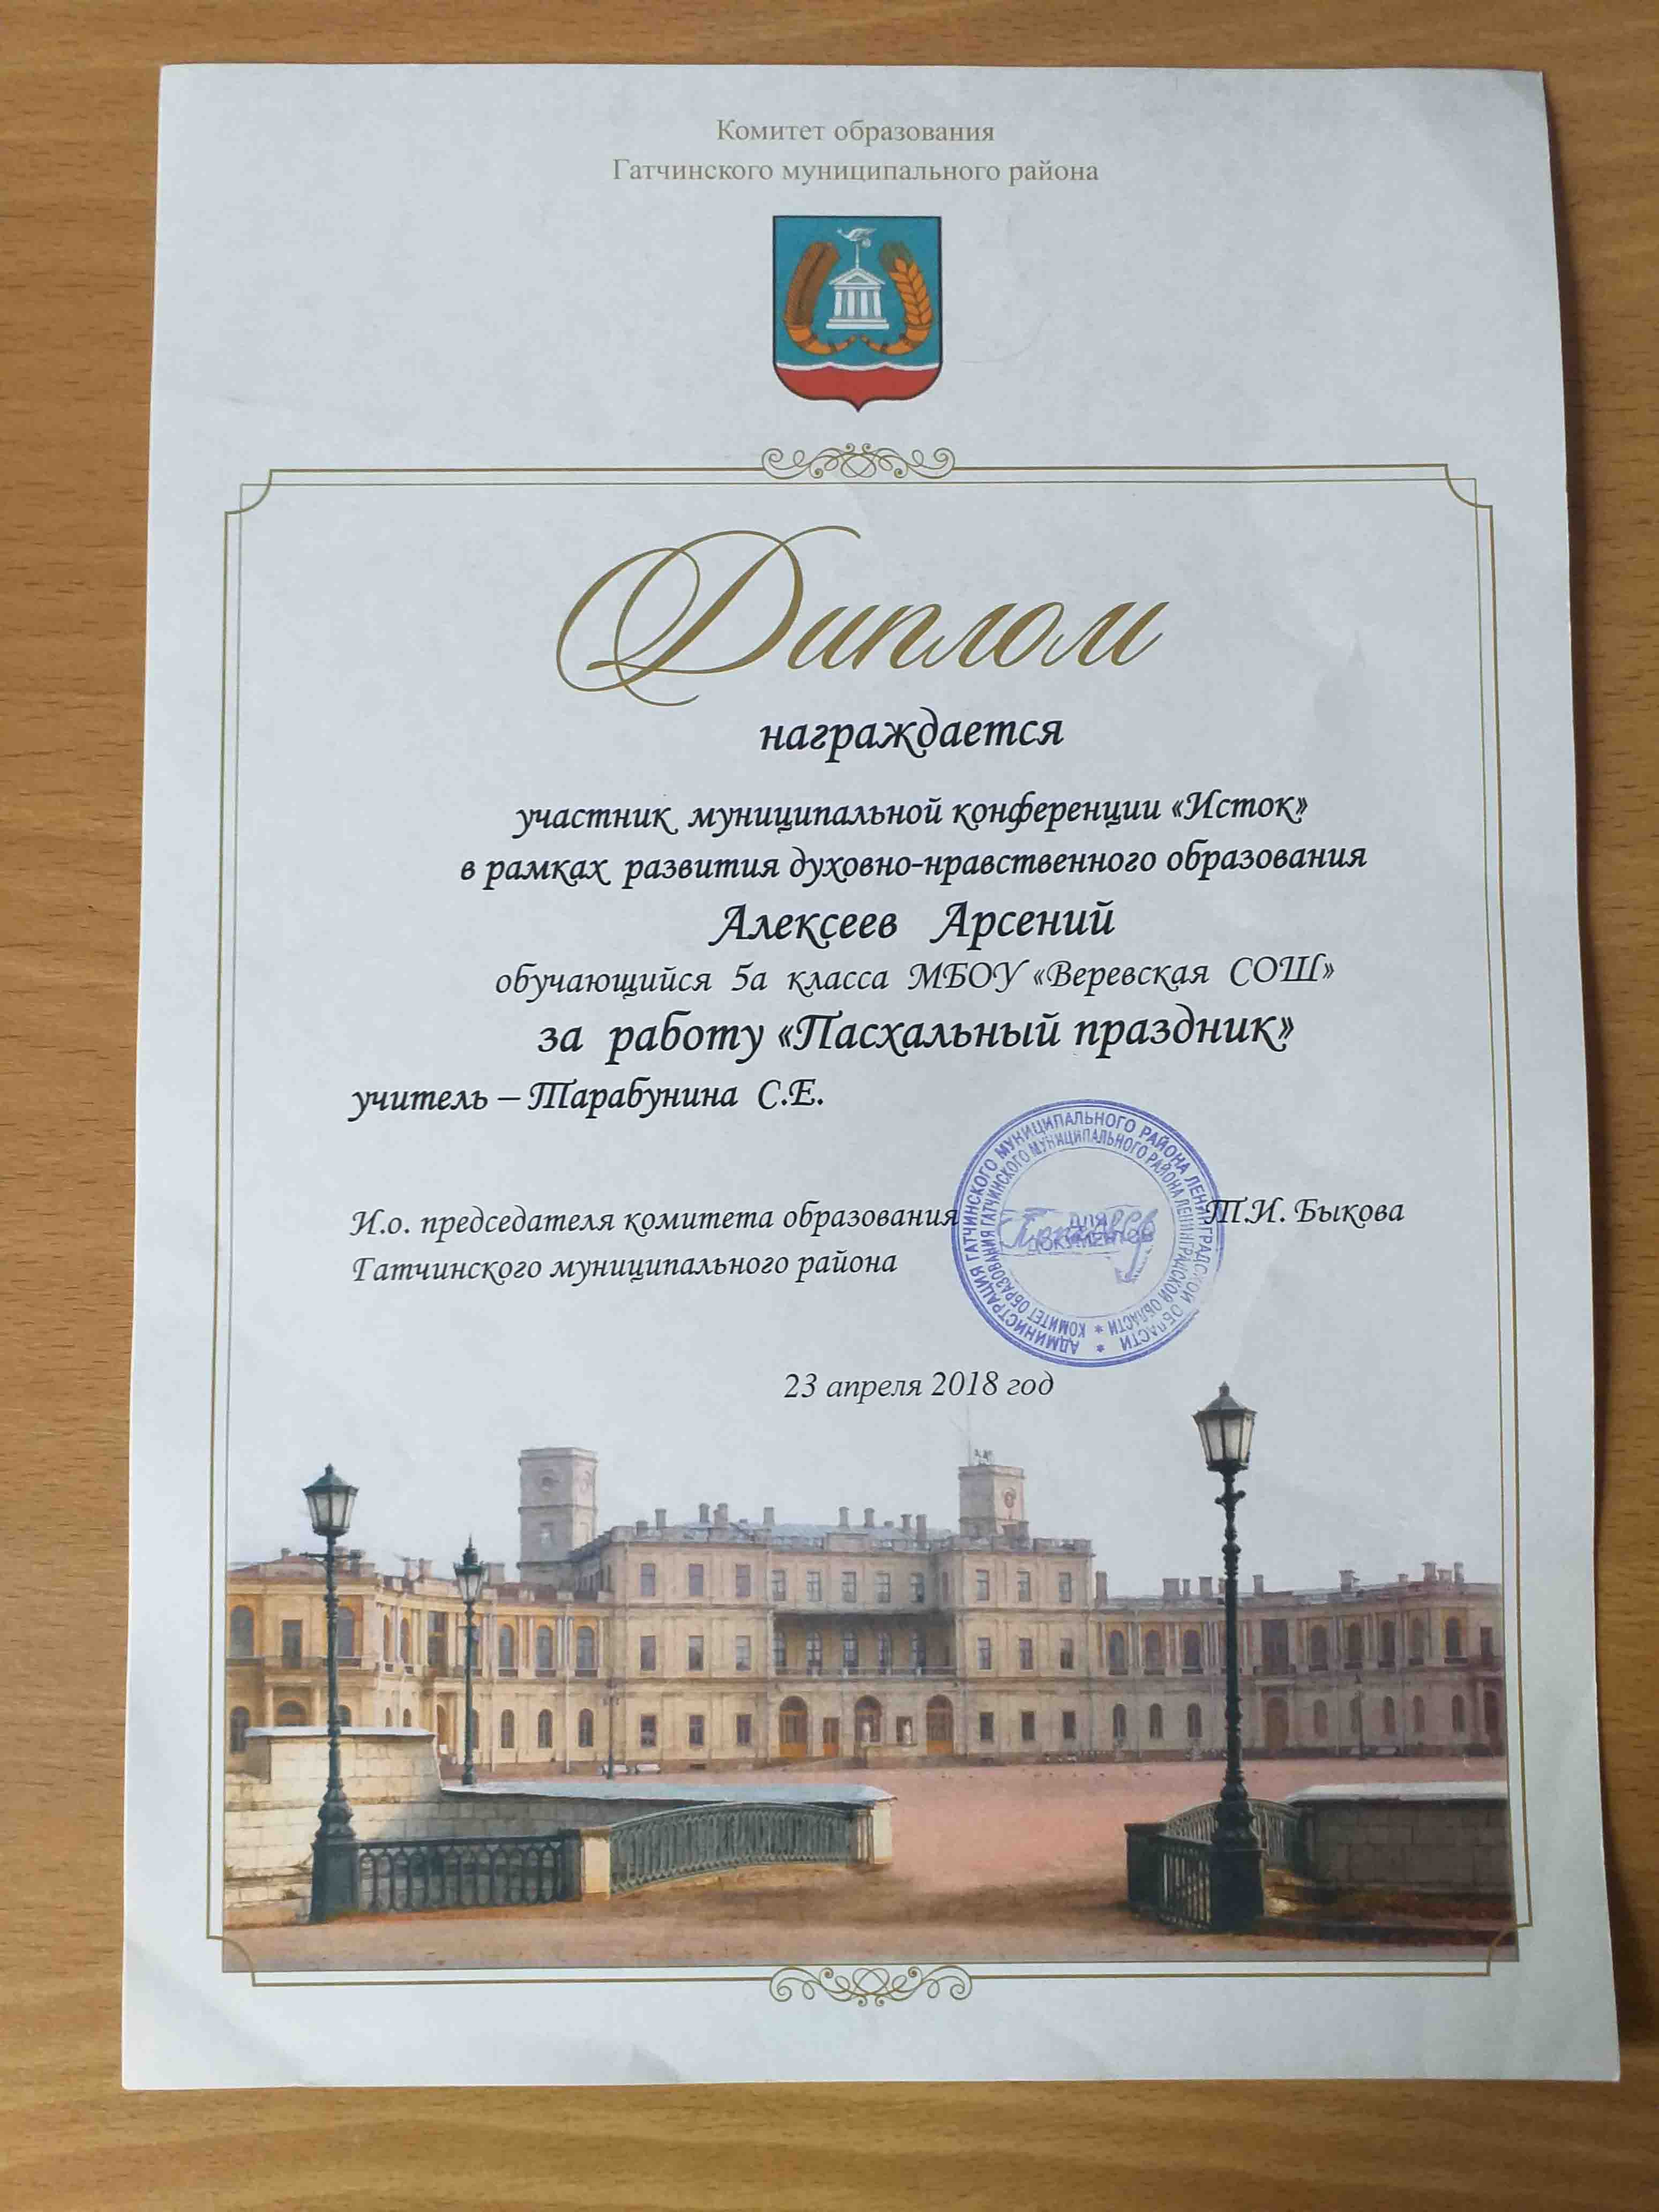 Комитет образования
Гатчинского муниципального района
Диплом
награждается
участник муниципальной конференции «Исток»
в рамках развития духовно-нравственного образования
Алексеев Арсений
обучающийся 5а класса МБОУ «Веревская СОШ»
за работу «Пасхальный праздник»
учитель – Тарабунина С.Е.
И.о. председателя комитета образования
Гатчинского муниципального района
Т.И. Быкова
АДМИНИСТРАЦИЯ ГАТЧИНСКОГО МУНИЦИПАЛЬНОГО РАЙОНА ЛЕНИНГРАДСКОЙ ОБЛАСТИ *
КОМИТЕТ ОБРАЗОВАНИЯ ГАТЧИНСКОГО МУНИЦИПАЛЬНОГО РАЙОНА ЛЕНИНГРАДСКОЙ ОБЛАСТИ *
ДЛЯ
ДОКУМЕНТОВ
23 апреля 2018 год